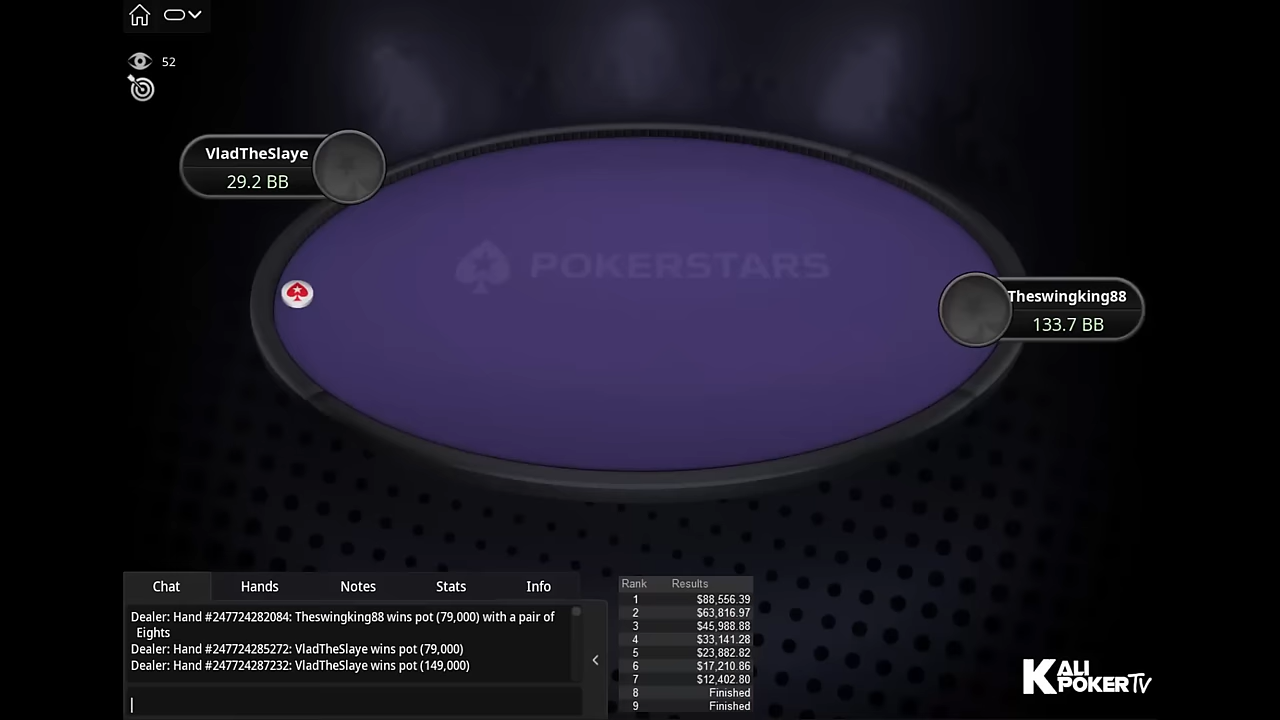 52
VladTheSlaye
29.2 BB
POKERSTARS
Theswingking88
133.7 BB
Chat Hands Notes Stats Info
Dealer: Hand #247724282084: Theswingking88 wins pot (79,000) with a pair of
Eights
Dealer: Hand #247724285272: VladTheSlaye wins pot (79,000)
Dealer: Hand #247724287232: VladTheSlaye wins pot (149,000)
Rank Results
1 $88,556.39
2 $63,816.97
3 $45,988.88
4 $33,141.28
5 $23,882.82
6 $17,210.86
7 $12,402.80
8 Finished
9 Finished
KALI
POKERTV